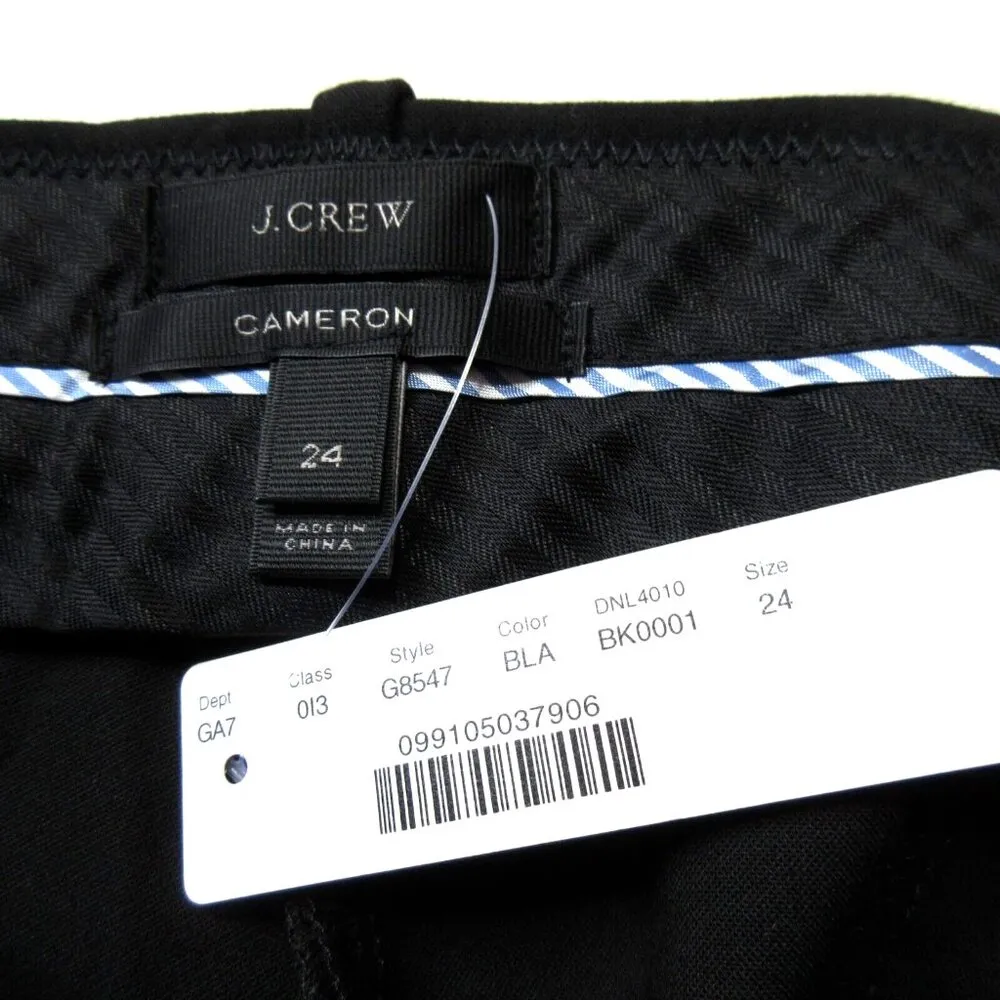 J.CREW
CAMERON
24
MADE IN
CHINA
Dept Class Style Color DNL4010 Size
GA7 0I3 G8547 BLA BK0001 24
099105037906